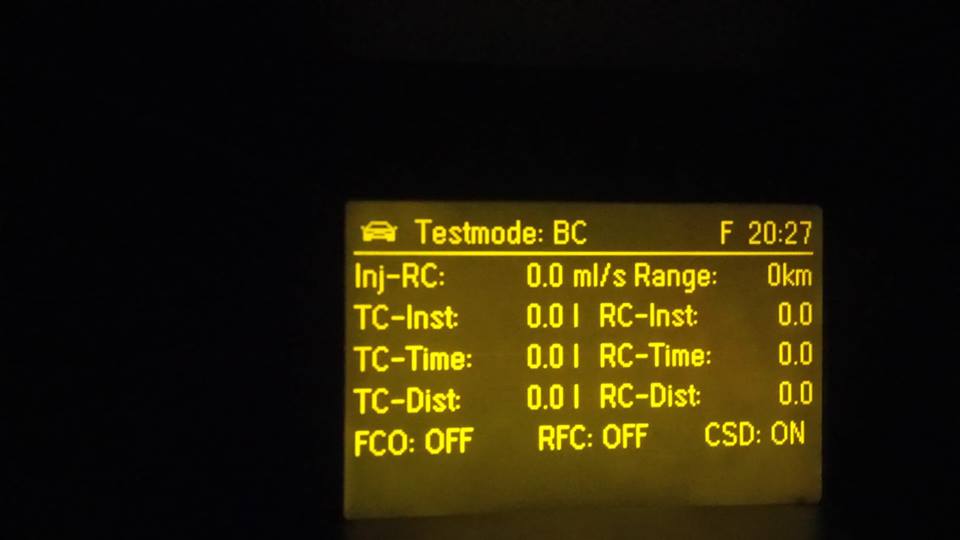 Testmode: BC F 20:27
Inj-RC: 0.0 ml/s Range: 0km
TC-Inst: 0.0 l RC-Inst: 0.0
TC-Time: 0.0 l RC-Time: 0.0
TC-Dist: 0.0 l RC-Dist: 0.0
FCO: OFF RFC: OFF CSD: ON